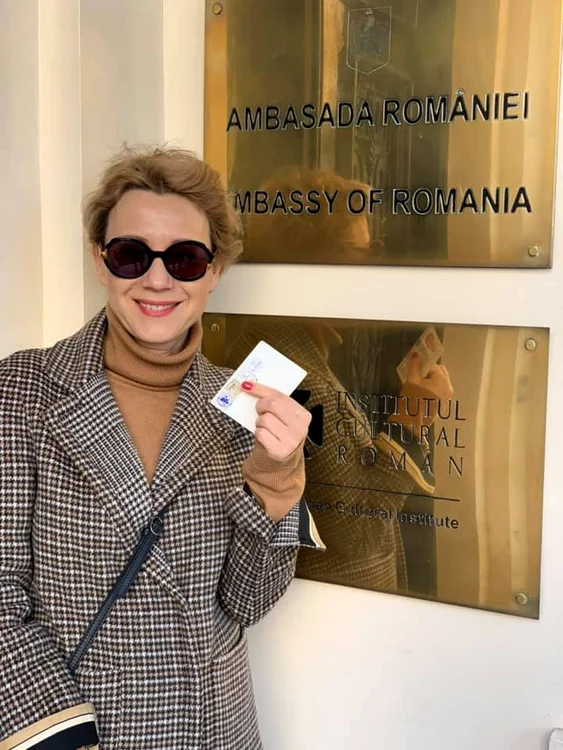 AMBASADA ROMÂNIEI
EMBASSY OF ROMANIA
INSTITUTUL
CULTURAL
ROMÂN
Cultural Institute